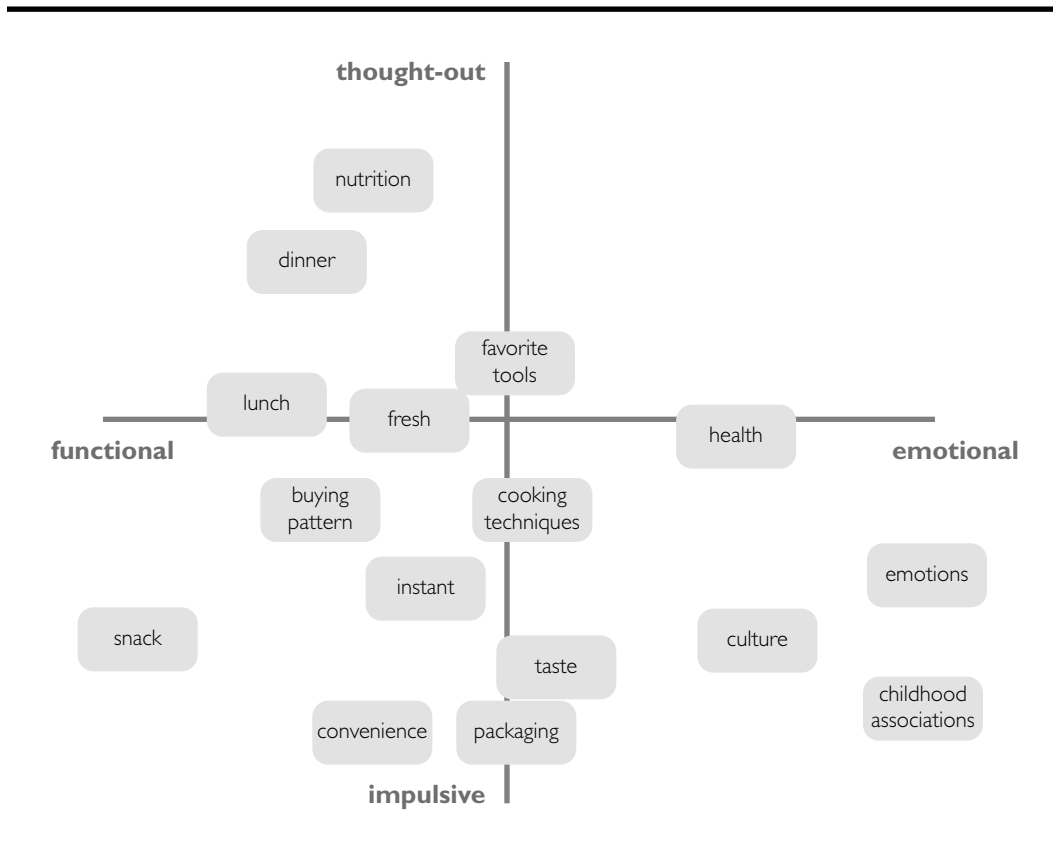 thought-out
nutrition
dinner
favorite
tools
lunch
fresh
health
functional
emotional
buying
pattern
cooking
techniques
emotions
instant
snack
culture
taste
childhood
associations
convenience
packaging
impulsive